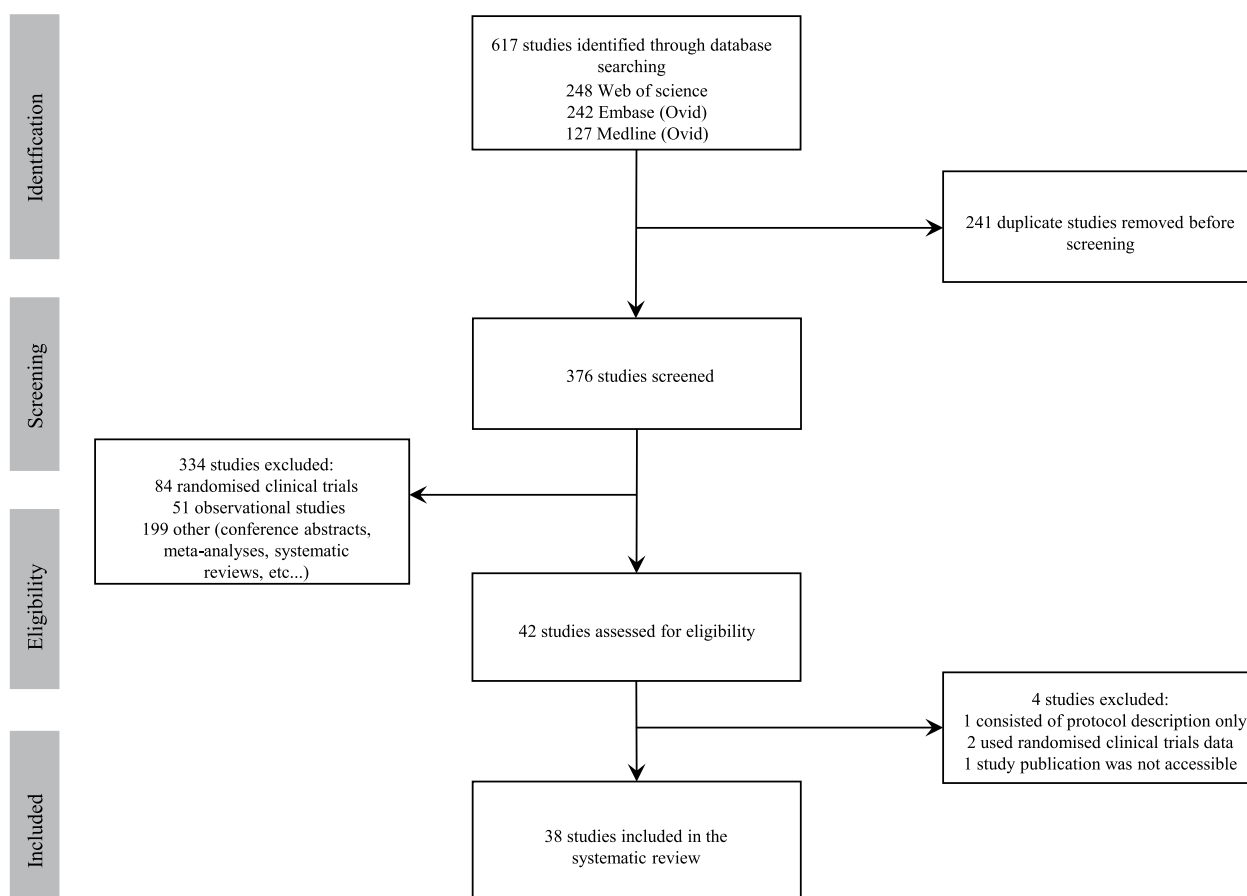 Identfication
617 studies identified through database
searching
248 Web of science
242 Embase (Ovid)
127 Medline (Ovid)
241 duplicate studies removed before
screening
Screening
376 studies screened
334 studies excluded:
84 randomised clinical trials
51 observational studies
199 other (conference abstracts,
meta-analyses, systematic
reviews, etc...)
Eligibility
42 studies assessed for eligibility
4 studies excluded:
1 consisted of protocol description only
2 used randomised clinical trials data
1 study publication was not accessible
Included
38 studies included in the
systematic review